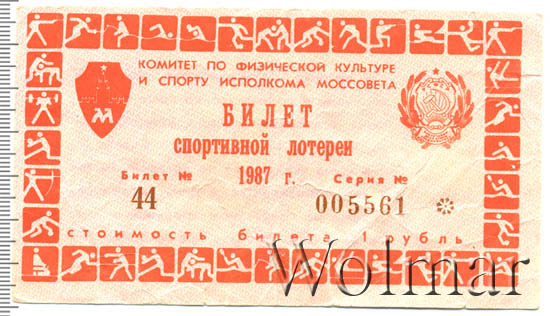 КОМИТЕТ ПО ФИЗИЧЕСКОЙ КУЛЬТУРЕ
И СПОРТУ ИСПОЛКОМА МОССОВЕТА
БИЛЕТ
спортивной лотереи
Билет № 1987 г. Серия №
44 005561
стоимость билета 1 рубль
Wolmar